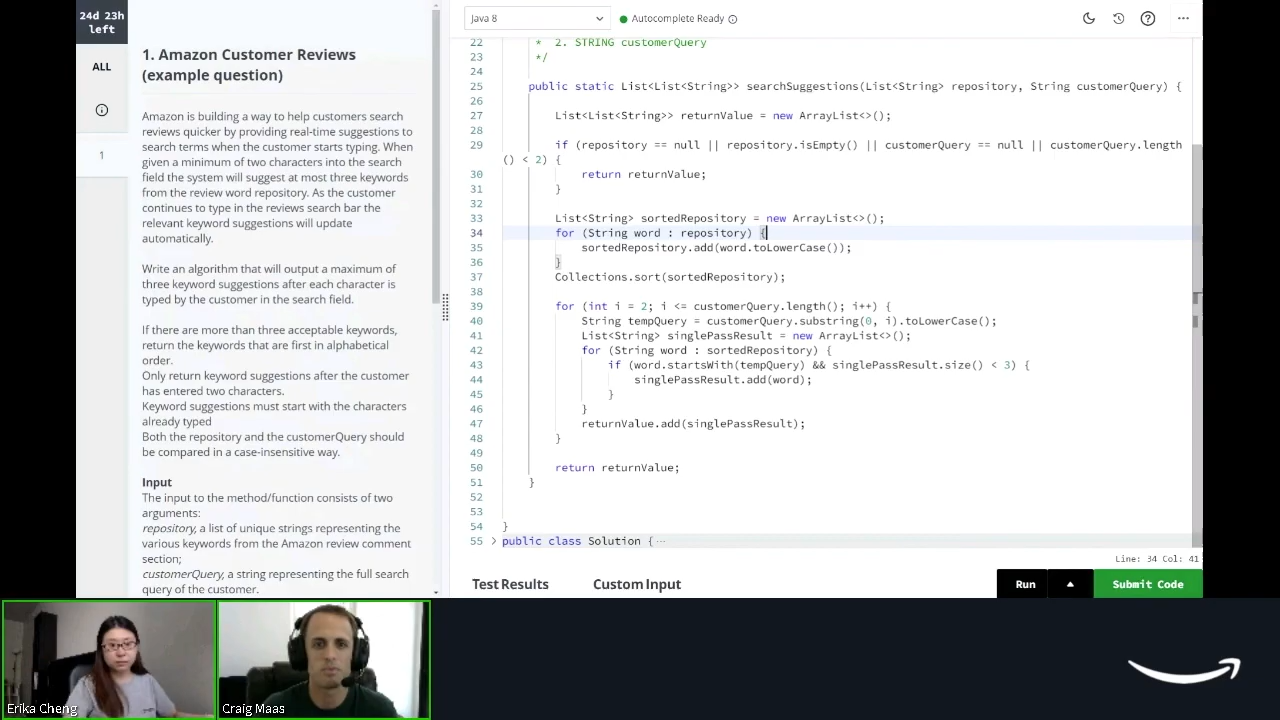 24d 23h
left
ALL
1
1. Amazon Customer Reviews
(example question)
Amazon is building a way to help customers search
reviews quicker by providing real-time suggestions to
search terms when the customer starts typing. When
given a minimum of two characters into the search
field the system will suggest at most three keywords
from the review word repository. As the customer
continues to type in the reviews search bar the
relevant keyword suggestions will update
automatically.
Write an algorithm that will output a maximum of
three keyword suggestions after each character is
typed by the customer in the search field.
If there are more than three acceptable keywords,
return the keywords that are first in alphabetical
order.
Only return keyword suggestions after the customer
has entered two characters.
Keyword suggestions must start with the characters
already typed
Both the repository and the customerQuery should
be compared in a case-insensitive way.
Input
The input to the method/function consists of two
arguments:
repository, a list of unique strings representing the
various keywords from the Amazon review comment
section;
customerQuery, a string representing the full search
query of the customer.
Java 8
Autocomplete Ready
22 * 2. STRING customerQuery
23 */
24
25 public static List<List<String>> searchSuggestions(List<String> repository, String customerQuery) {
26
27 List<List<String>> returnValue = new ArrayList<>();
28
29 if (repository == null || repository.isEmpty() || customerQuery == null || customerQuery.length
() < 2) {
30 return returnValue;
31 }
32
33 List<String> sortedRepository = new ArrayList<>();
34 for (String word : repository) {
35 sortedRepository.add(word.toLowerCase());
36 }
37 Collections.sort(sortedRepository);
38
39 for (int i = 2; i <= customerQuery.length(); i++) {
40 String tempQuery = customerQuery.substring(0, i).toLowerCase();
41 List<String> singlePassResult = new ArrayList<>();
42 for (String word : sortedRepository) {
43 if (word.startsWith(tempQuery) && singlePassResult.size() < 3) {
44 singlePassResult.add(word);
45 }
46 }
47 returnValue.add(singlePassResult);
48 }
49
50 return returnValue;
51 }
52
53
54 }
55 public class Solution {
Line: 34 Col: 41
Test Results
Custom Input
Run
Submit Code
Erika Cheng
Craig Maas